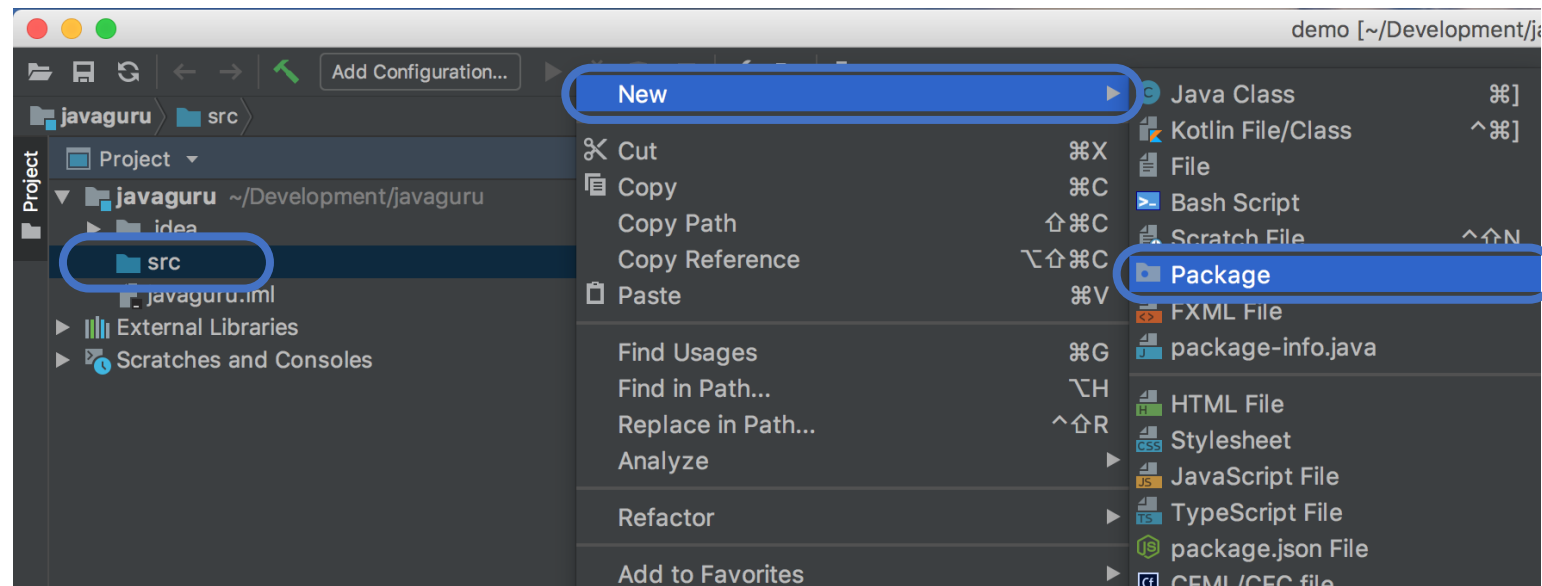 demo [~/Development/ja
Add Configuration...
javaguru
src
Project
Project
javaguru ~/Development/javaguru
.idea
src
javaguru.iml
External Libraries
Scratches and Consoles
New
Cut ⌘X
Copy ⌘C
Copy Path ⇧⌘C
Copy Reference ⌥⇧⌘C
Paste ⌘V
Find Usages ⌘G
Find in Path... ⌥H
Replace in Path... ^⇧R
Analyze
Refactor
Add to Favorites
Java Class ⌘]
Kotlin File/Class ^⌘]
File
Bash Script
Scratch File ^⇧N
Package
FXML File
package-info.java
HTML File
Stylesheet
JavaScript File
TypeScript File
package.json File
CFML/CFC file